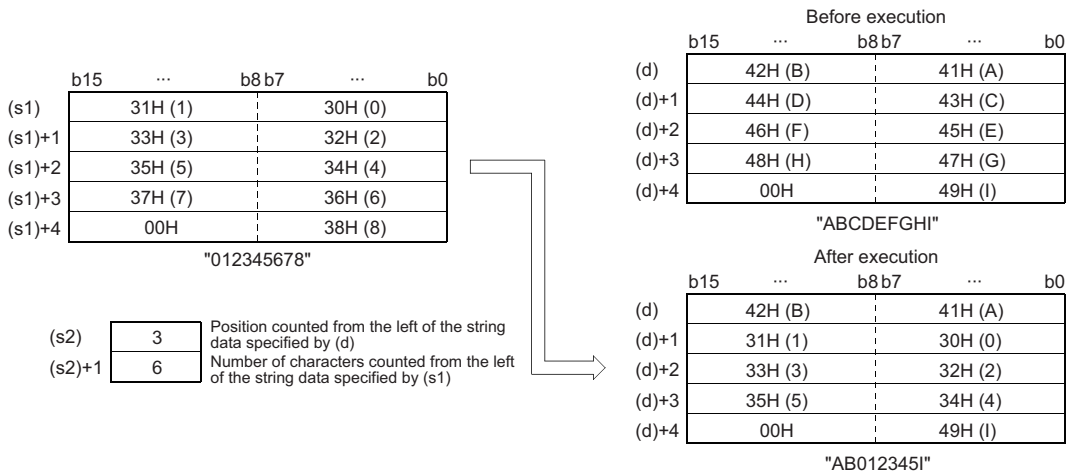 b15 ... b8 b7 ... b0
(s1) 31H (1) 30H (0)
(s1)+1 33H (3) 32H (2)
(s1)+2 35H (5) 34H (4)
(s1)+3 37H (7) 36H (6)
(s1)+4 00H 38H (8)
"012345678"
(s2) 3 Position counted from the left of the string
data specified by (d)
(s2)+1 6 Number of characters counted from the left
of the string data specified by (s1)
Before execution
b15 ... b8 b7 ... b0
(d) 42H (B) 41H (A)
(d)+1 44H (D) 43H (C)
(d)+2 46H (F) 45H (E)
(d)+3 48H (H) 47H (G)
(d)+4 00H 49H (I)
"ABCDEFGHI"
After execution
b15 ... b8 b7 ... b0
(d) 42H (B) 41H (A)
(d)+1 31H (1) 30H (0)
(d)+2 33H (3) 32H (2)
(d)+3 35H (5) 34H (4)
(d)+4 00H 49H (I)
"AB012345I"